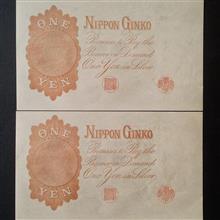 ONE
YEN
NIPPON GINKO
Promises to Pay the
Bearer on Demand
One Yen in Silver
ONE
YEN
NIPPON GINKO
Promises to Pay the
Bearer on Demand
One Yen in Silver